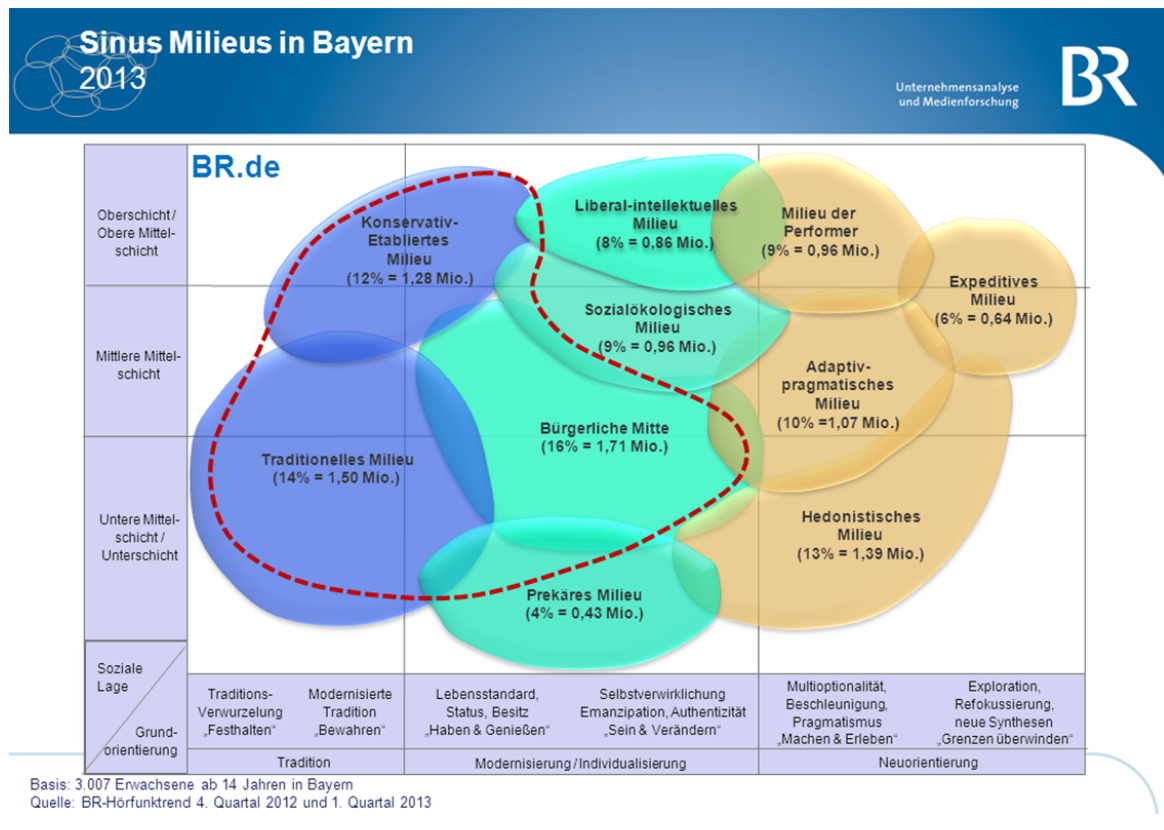 Sinus Milieus in Bayern
2013
Unternehmensanalyse
und Medienforschung
BR
BR.de
Oberschicht /
Obere Mittel-
schicht
Mittlere Mittel-
schicht
Untere Mittel-
schicht /
Unterschicht
Konservativ-
Etabliertes
Milieu
(12% = 1,28 Mio.)
Liberal-intellektuelles
Milieu
(8% = 0,86 Mio.)
Milieu der
Performer
(9% = 0,96 Mio.)
Expeditives
Milieu
(6% = 0,64 Mio.)
Sozialökologisches
Milieu
(9% = 0,96 Mio.)
Adaptiv-
pragmatisches
Milieu
(10% =1,07 Mio.)
Bürgerliche Mitte
(16% = 1,71 Mio.)
Traditionelles Milieu
(14% = 1,50 Mio.)
Hedonistisches
Milieu
(13% = 1,39 Mio.)
Prekäres Milieu
(4% = 0,43 Mio.)
Soziale
Lage
Grund-
orientierung
Traditions-
Verwurzelung
„Festhalten“
Modernisierte
Tradition
„Bewahren“
Lebensstandard,
Status, Besitz
„Haben & Genießen“
Selbstverwirklichung
Emanzipation, Authentizität
„Sein & Verändern“
Multioptionalität,
Beschleunigung,
Pragmatismus
„Machen & Erleben“
Exploration,
Refokussierung,
neue Synthesen
„Grenzen überwinden“
Tradition
Modernisierung / Individualisierung
Neuorientierung
Basis: 3.007 Erwachsene ab 14 Jahren in Bayern
Quelle: BR-Hörfunktrend 4. Quartal 2012 und 1. Quartal 2013